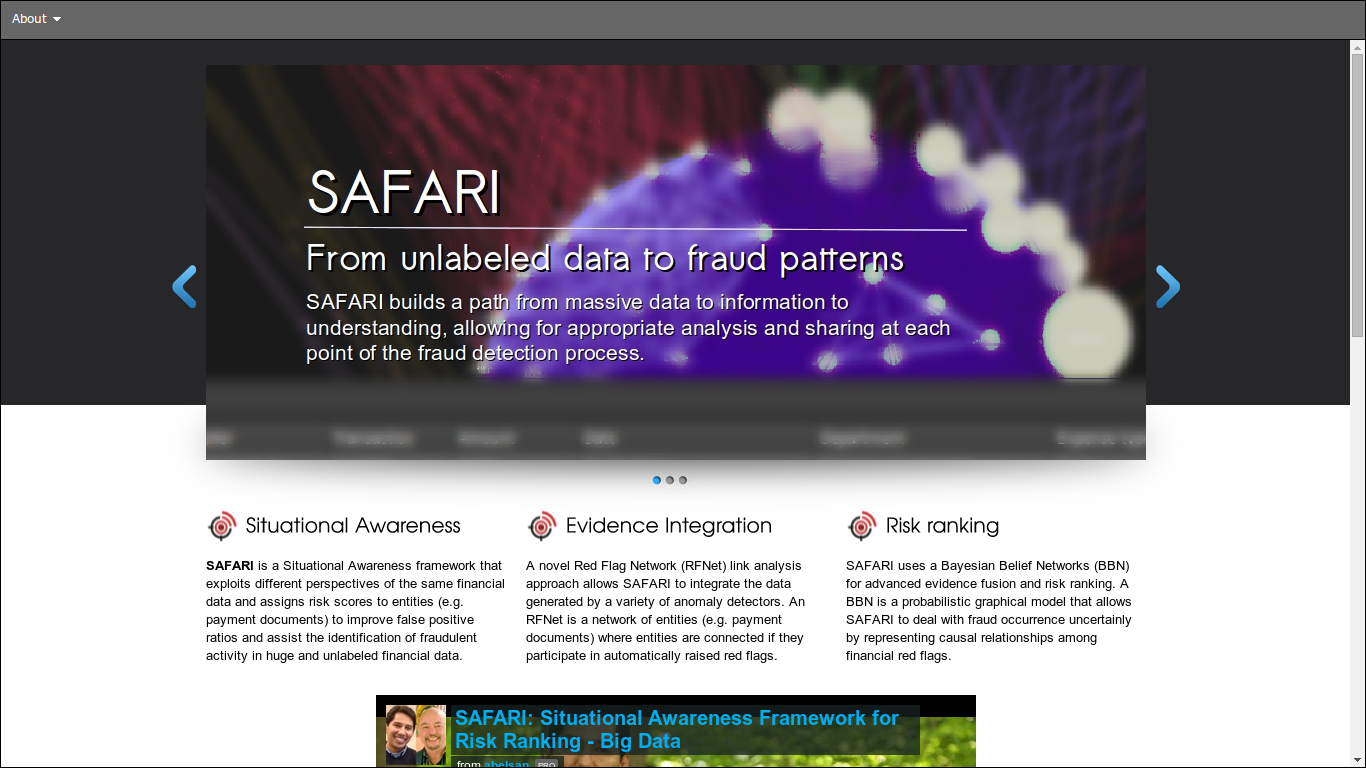 About
SAFARI
From unlabeled data to fraud patterns
SAFARI builds a path from massive data to information to
understanding, allowing for appropriate analysis and sharing at each
point of the fraud detection process.
Transaction Amount Date Department Expense type
Situational Awareness
SAFARI is a Situational Awareness framework that
exploits different perspectives of the same financial
data and assigns risk scores to entities (e.g.
payment documents) to improve false positive
ratios and assist the identification of fraudulent
activity in huge and unlabeled financial data.
Evidence Integration
A novel Red Flag Network (RFNet) link analysis
approach allows SAFARI to integrate the data
generated by a variety of anomaly detectors. An
RFNet is a network of entities (e.g. payment
documents) where entities are connected if they
participate in automatically raised red flags.
Risk ranking
SAFARI uses a Bayesian Belief Networks (BBN)
for advanced evidence fusion and risk ranking. A
BBN is a probabilistic graphical model that allows
SAFARI to deal with fraud occurrence uncertainly
by representing causal relationships among
financial red flags.
SAFARI: Situational Awareness Framework for
Risk Ranking - Big Data
from abelsan PRO